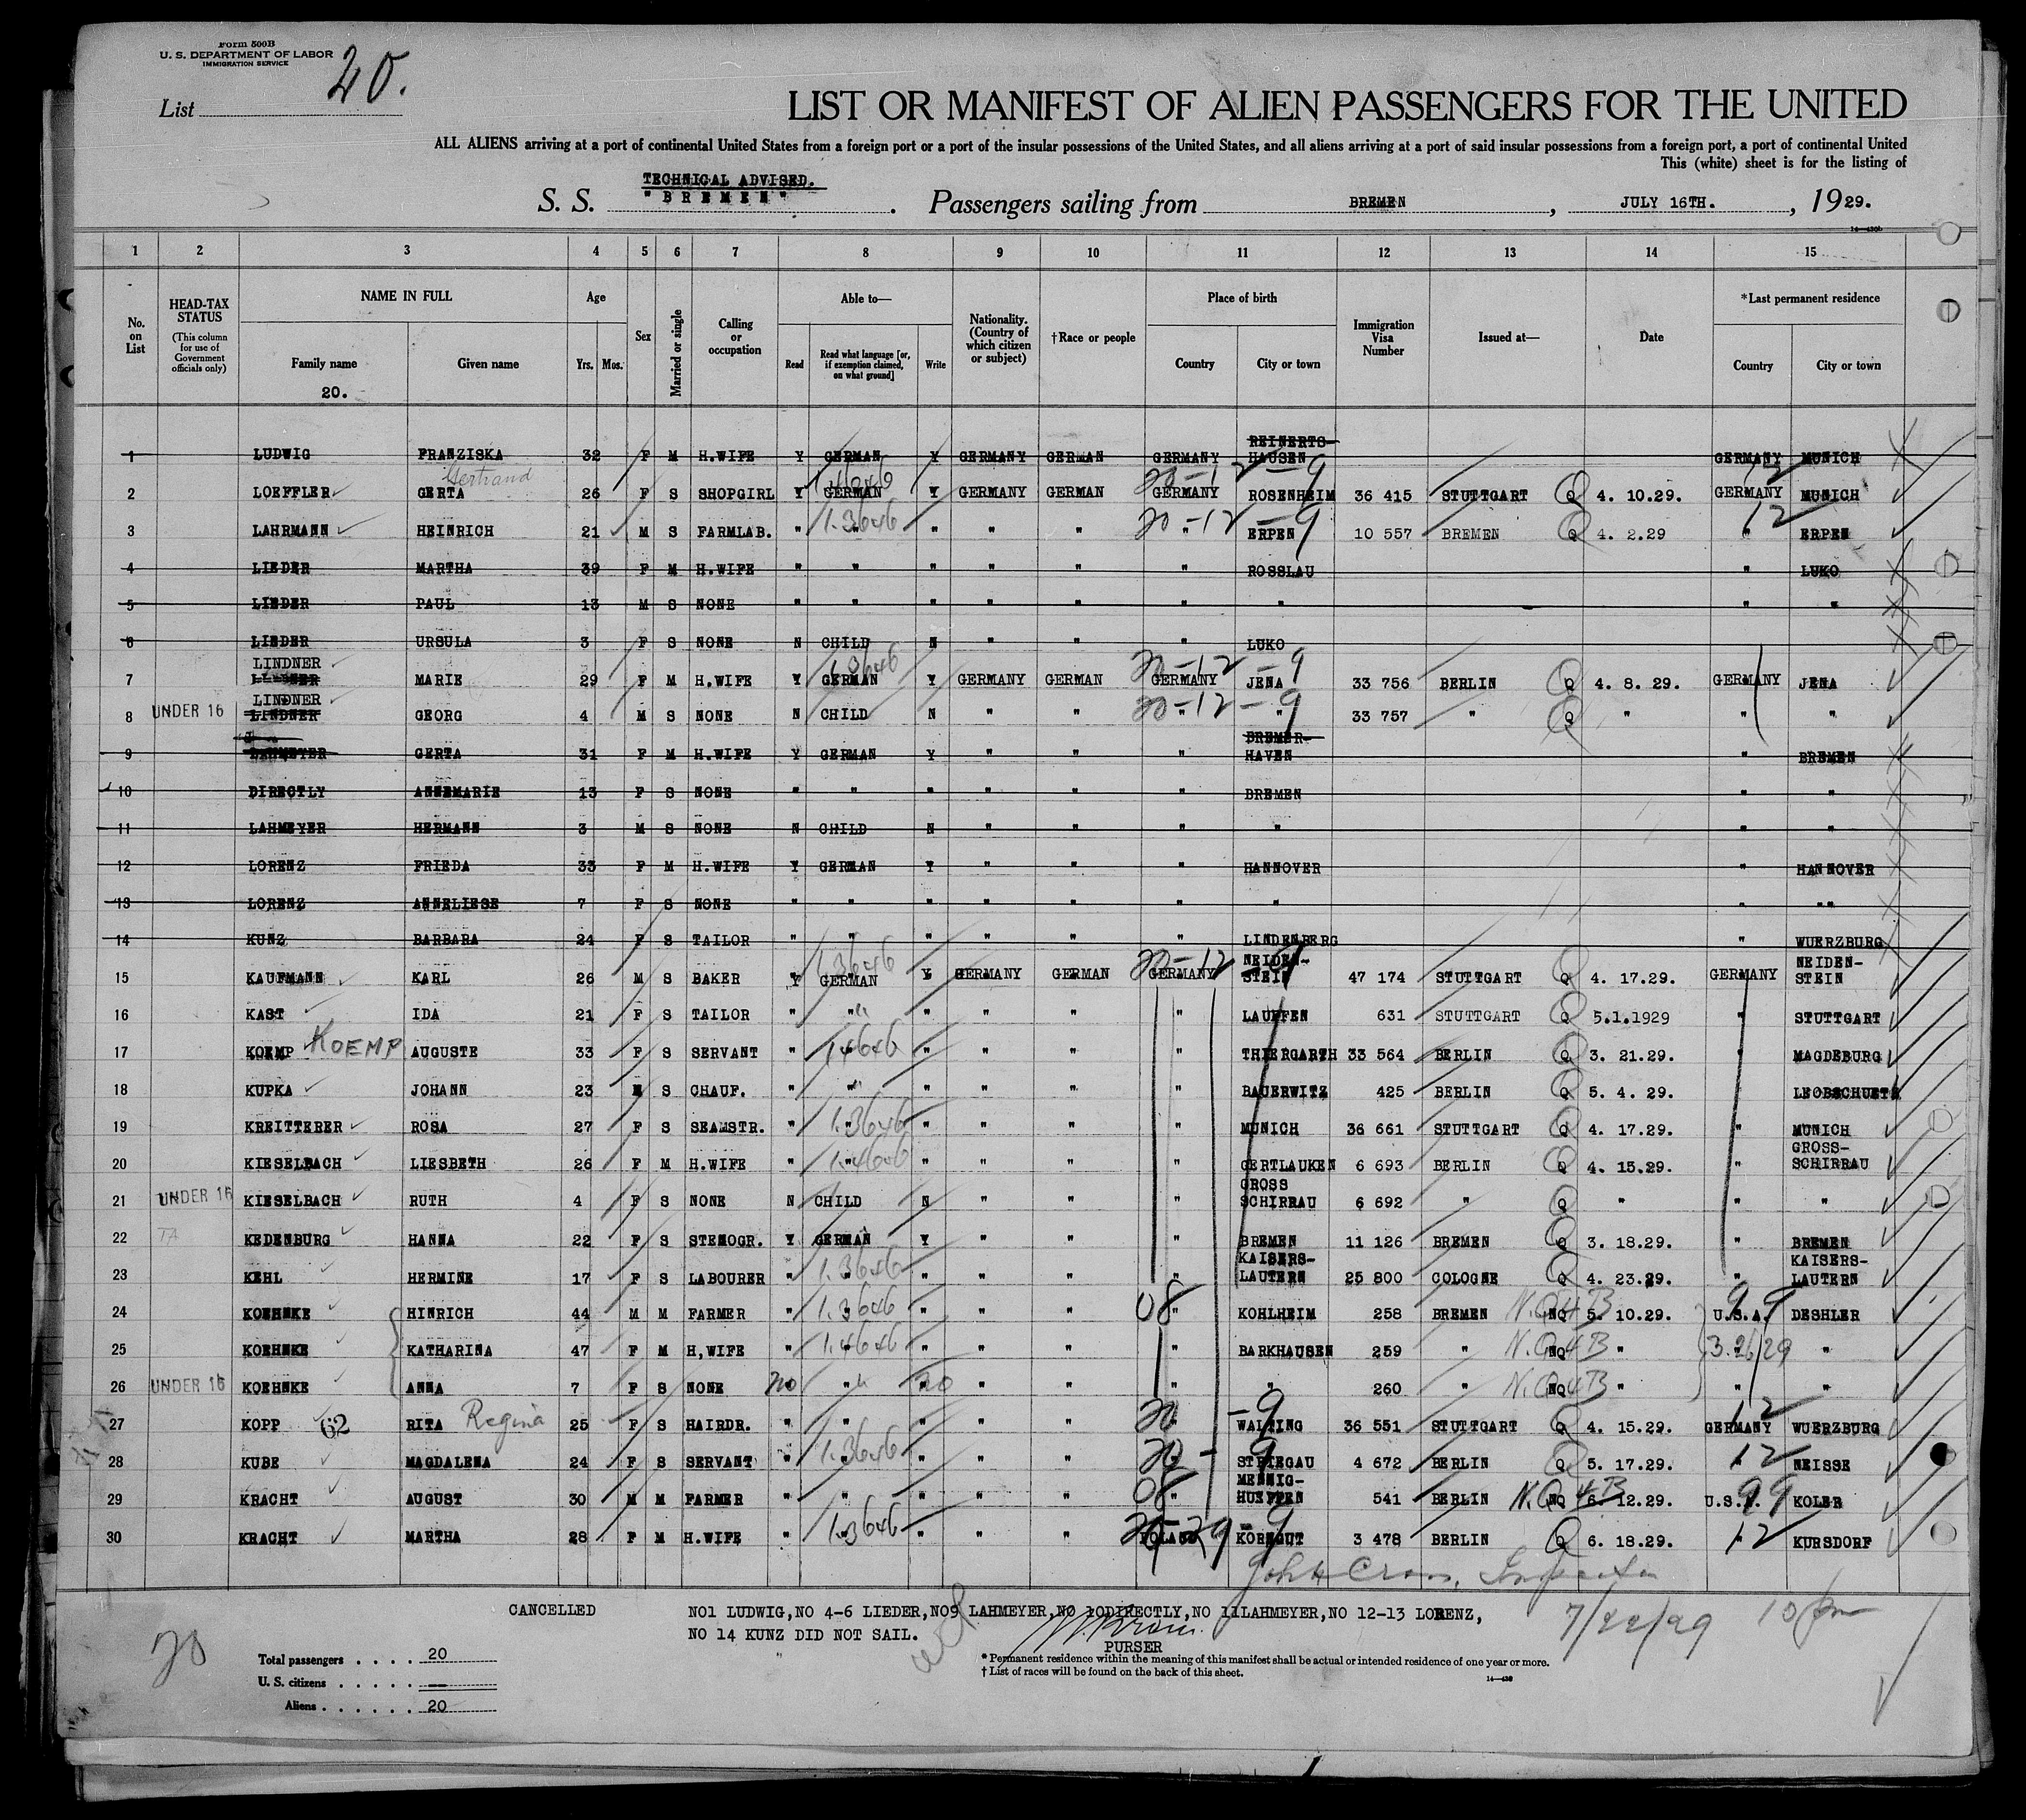 Form 500B
U. S. DEPARTMENT OF LABOR
IMMIGRATION SERVICE
List 20.
LIST OR MANIFEST OF ALIEN PASSENGERS FOR THE UNITED
ALL ALIENS arriving at a port of continental United States from a foreign port or a port of the insular possessions of the United States, and all aliens arriving at a port of said insular possessions from a foreign port, a port of continental United
This (white) sheet is for the listing of
TECHNICAL ADVISED.
S. S. "BREMEN" . Passengers sailing from BREMEN , JULY 16TH. , 1929.
1 2 3 4 5 6 7 8 9 10 11 12 13 14 15
No. on List
HEAD-TAX STATUS (This column for use of Government officials only)
NAME IN FULL
Family name Given name
20.
Age
Yrs. Mos.
Sex
Married or single
Calling or occupation
Able to—
Read Read what language [or, if exemption claimed, on what ground] Write
Nationality. (Country of which citizen or subject)
†Race or people
Place of birth
Country City or town
Immigration Visa Number
Issued at—
Date
*Last permanent residence
Country City or town
1 LUDWIG FRANZISKA 32 F M H.WIFE Y GERMAN Y GERMANY GERMAN GERMANY REINERTS-HAUSEN GERMANY MUNICH
Gertraud
2 LOEFFLER GERTA 26 F S SHOPGIRL Y GERMAN Y GERMANY GERMAN GERMANY ROSENHEIM 36 415 STUTTGART Q 4. 10.29. GERMANY MUNICH
3 LAHRMANN HEINRICH 21 M S FARMLAB. " " " " " " ERPEN 10 557 BREMEN Q 4. 2.29 " ERPEN
4 LIEDER MARTHA 39 F M H.WIFE " " " " " " ROSSLAU " LUKO
5 LIEDER PAUL 13 M S NONE " " " " " " " " "
6 LIEDER URSULA 3 F S NONE N CHILD N " " " LUKO
LINDNER
7 MARIE 29 F M H.WIFE Y GERMAN Y GERMANY GERMAN GERMANY JENA 33 756 BERLIN Q 4. 8. 29. GERMANY JENA
LINDNER
8 UNDER 16 LINDNER GEORG 4 M S NONE N CHILD N " " " " 33 757 " Q " " "
9 GERTA 31 F M H.WIFE Y GERMAN Y " " " BREMER-HAVEN " BREMEN
10 DIRECTLY ANNEMARIE 13 F S NONE " " " " " " BREMEN " "
11 LAHMEYER HERMANN 3 M S NONE N CHILD N " " " " " "
12 LORENZ FRIEDA 33 F M H.WIFE Y GERMAN Y " " " HANNOVER " HANNOVER
13 LORENZ ANNELIESE 7 F S NONE " " " " " " " " ""
14 KUNZ BARBARA 24 F S TAILOR " " " " " " LINDENBERG " WUERZBURG
15 KAUFMANN KARL 26 M S BAKER Y GERMAN Y GERMANY GERMAN GERMANY NEIDEN-STEIN 47 174 STUTTGART Q 4. 17.29. GERMANY NEIDEN-STEIN
16 KAST IDA 21 F S TAILOR " " " " " " LAUFFEN 631 STUTTGART Q 5.1.1929 " STUTTGART
17 KOEMP KOEMP AUGUSTE 33 F S SERVANT " " " " " " THIERGARTH 33 564 BERLIN Q 3. 21.29. " MAGDEBURG
18 KUPKA JOHANN 23 M S CHAUF. " " " " " " BAUERWITZ 425 BERLIN Q 5. 4. 29. " LEOBSCHUETZ
19 KREITTERER ROSA 27 F S SEAMSTR. " " " " " " MUNICH 36 661 STUTTGART Q 4. 17.29. " MUNICH
20 KIESELBACH LIESBETH 26 F M H.WIFE " " " " " " GERTLAUKEN 6 693 BERLIN Q 4. 15.29. " GROSS-SCHIRRAU
21 UNDER 16 KIESELBACH RUTH 4 F S NONE N CHILD N " " " GROSS SCHIRRAU 6 692 " Q " " "
22 TA KEDENBURG HANNA 22 F S STENOGR. Y GERMAN Y " " " BREMEN 11 126 BREMEN Q 3. 18.29. " BREMEN
23 KEHL HERMINE 17 F S LABOURER " " " " " " KAISERS-LAUTERN 25 800 COLOGNE Q 4. 23.29. " KAISERS-LAUTERN
24 KOEHNKE HINRICH 44 M M FARMER " " " " " " KOHLHEIM 258 BREMEN NQ 5. 10.29. U.S.A. DESHLER
25 KOEHNKE KATHARINA 47 F M H,WIFE " " " " " " BARKHAUSEN 259 " NQ " 3.26/29 "
26 UNDER 16 KOEHNKE ANNA 7 F S NONE no " no " " " " 260 " NQ " " "
27 KOPP 62 RITA Regina 25 F S HAIRDR. " " " " " " WALTING 36 551 STUTTGART Q 4. 15.29. GERMANY WUERZBURG
28 KUBE MAGDALENA 24 F S SERVANT " " " " " " STRIEGAU 4 672 BERLIN Q 5. 17.29. " NEISSE
29 KRACHT AUGUST 30 M M FARMER " " " " " " MENNIG-HUEFFEN 541 BERLIN NQ 6. 12.29. U.S.A. KOLER
30 KRACHT MARTHA 28 F M H.WIFE " " " " " POLAND KORNGUT 3 478 BERLIN Q 6. 18.29. " KURSDORF
John Cram, Inspector
CANCELLED NO1 LUDWIG,NO 4-6 LIEDER,NO9 LAHMEYER,NO 10DIRECTLY,NO 11LAHMEYER,NO 12-13 LORENZ,
NO 14 KUNZ DID NOT SAIL.
7/22/29 10 pm
PURSER
20
Total passengers . . . . 20
U. S. citizens . . . . . —
Aliens . . . . . . 20
* Permanent residence within the meaning of this manifest shall be actual or intended residence of one year or more.
† List of races will be found on the back of this sheet.